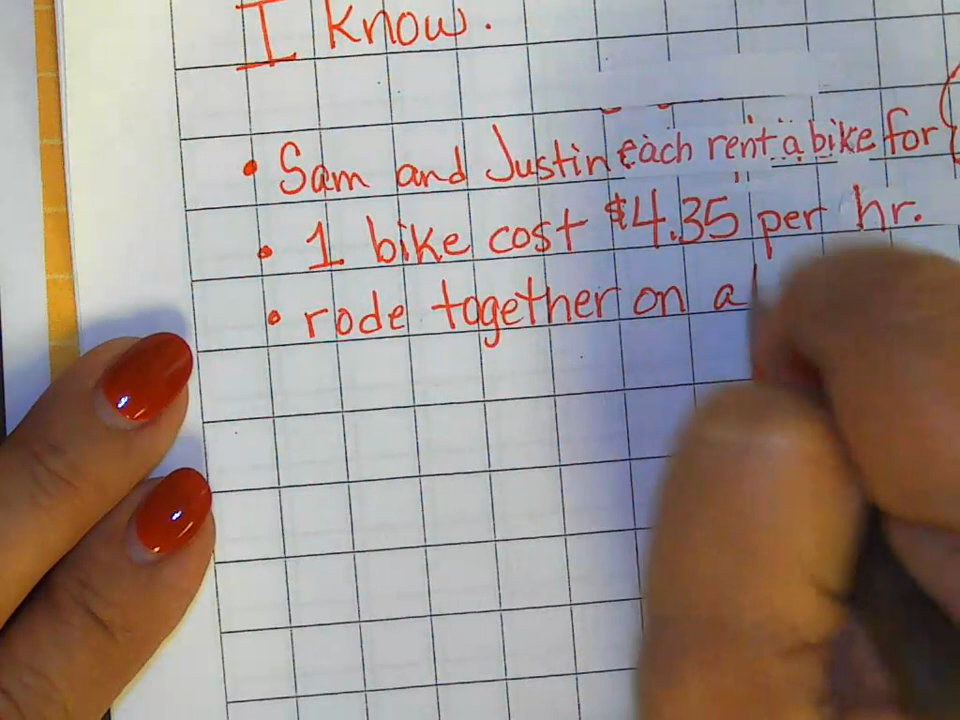 I know.
• Sam and Justin each rent a bike for
• 1 bike cost $4.35 per hr.
• rode together on a